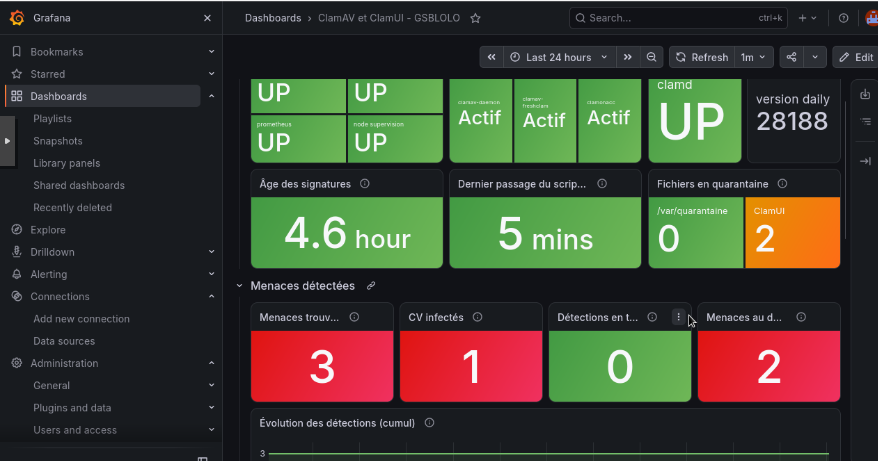 Grafana
Dashboards › ClamAV et ClamUI - GSBLOLO
Search... ctrl+k
Bookmarks
Starred
Dashboards
Playlists
Snapshots
Library panels
Shared dashboards
Recently deleted
Explore
Drilldown
Alerting
Connections
Add new connection
Data sources
Administration
General
Plugins and data
Users and access
Last 24 hours
Refresh
1m
Edit
UP
UP
prometheus
UP
node supervision
UP
clamav-daemon
Actif
clamav-freshclam
Actif
clamonacc
Actif
clamd
UP
version daily
28188
Âge des signatures
4.6 hour
Dernier passage du scrip...
5 mins
Fichiers en quarantaine
/var/quarantaine
0
ClamUI
2
Menaces détectées
Menaces trouv...
3
CV infectés
1
Détections en t...
0
Menaces au d...
2
Évolution des détections (cumul)
3